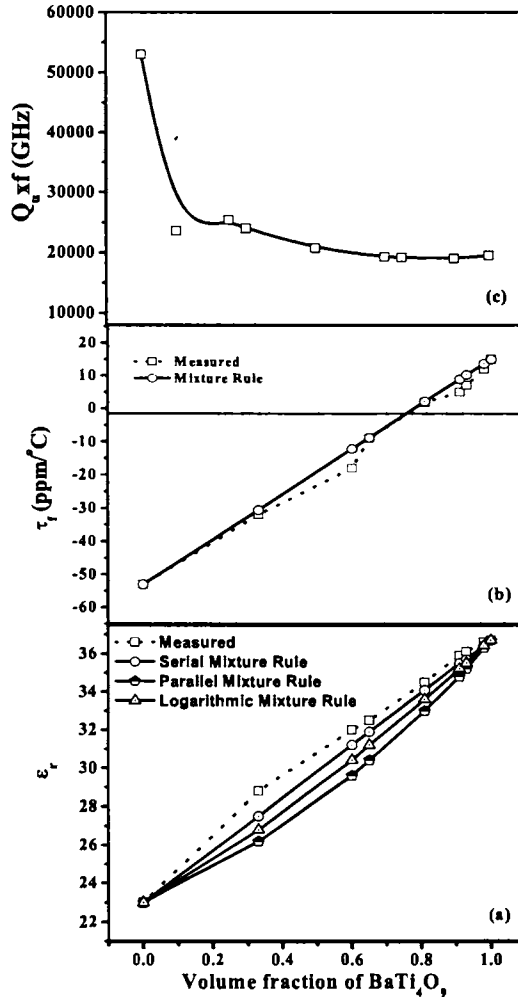 60000
50000
40000
30000
20000
10000
Q_u xf (GHz)
(c)
20
10
0
-10
-20
-30
-40
-50
-60
τ_f (ppm/°C)
Measured
Mixture Rule
(b)
36
34
32
30
28
26
24
22
ε_r
Measured
Serial Mixture Rule
Parallel Mixture Rule
Logarithmic Mixture Rule
(a)
0.0 0.2 0.4 0.6 0.8 1.0
Volume fraction of BaTi₄O₉